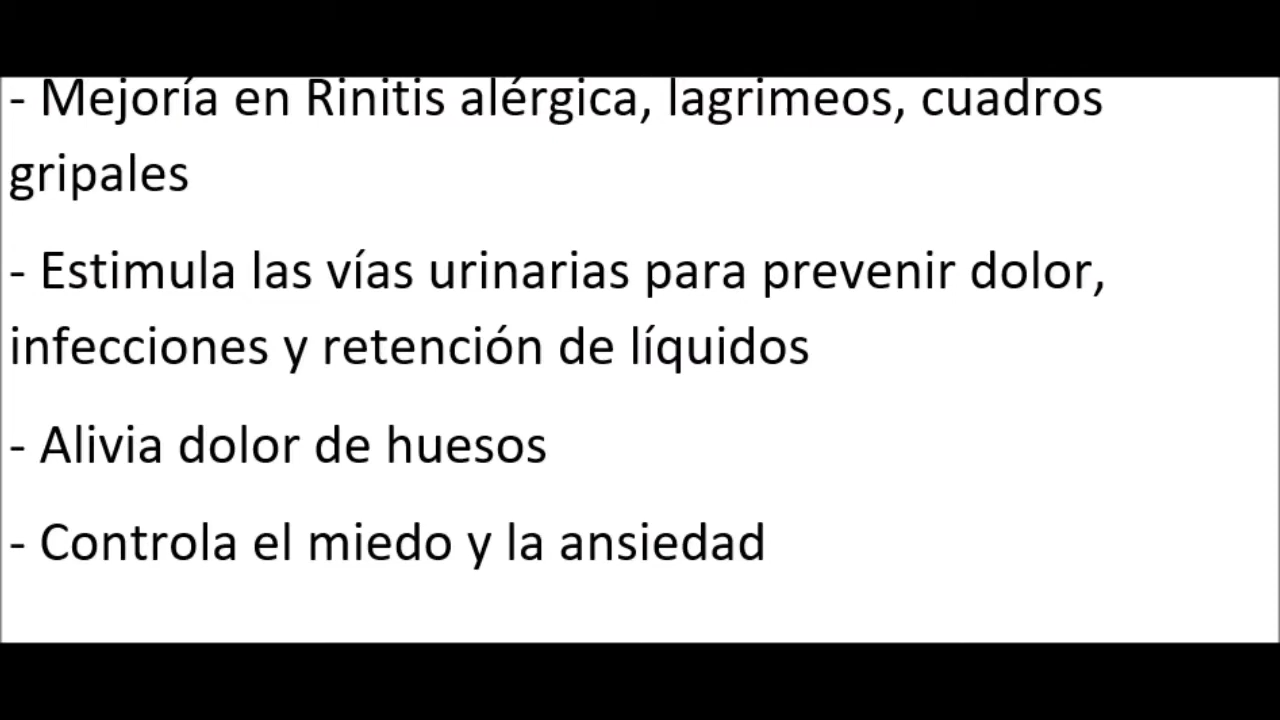 - Mejoría en Rinitis alérgica, lagrimeos, cuadros
gripales
- Estimula las vías urinarias para prevenir dolor,
infecciones y retención de líquidos
- Alivia dolor de huesos
- Controla el miedo y la ansiedad